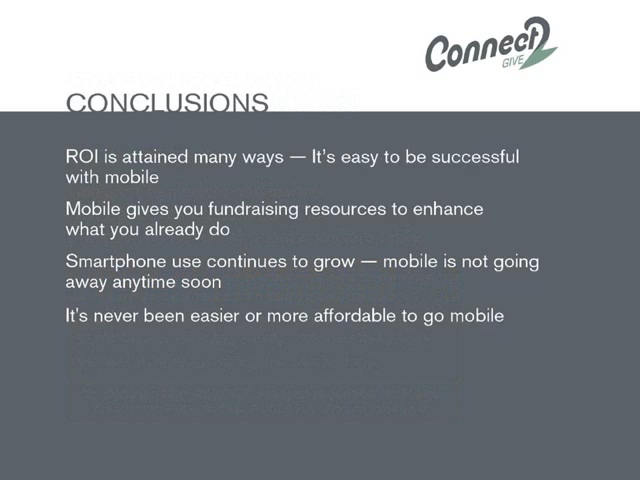 Connect2
GIVE
CONCLUSIONS
ROI is attained many ways — It's easy to be successful
with mobile
Mobile gives you fundraising resources to enhance
what you already do
Smartphone use continues to grow — mobile is not going
away anytime soon
It's never been easier or more affordable to go mobile